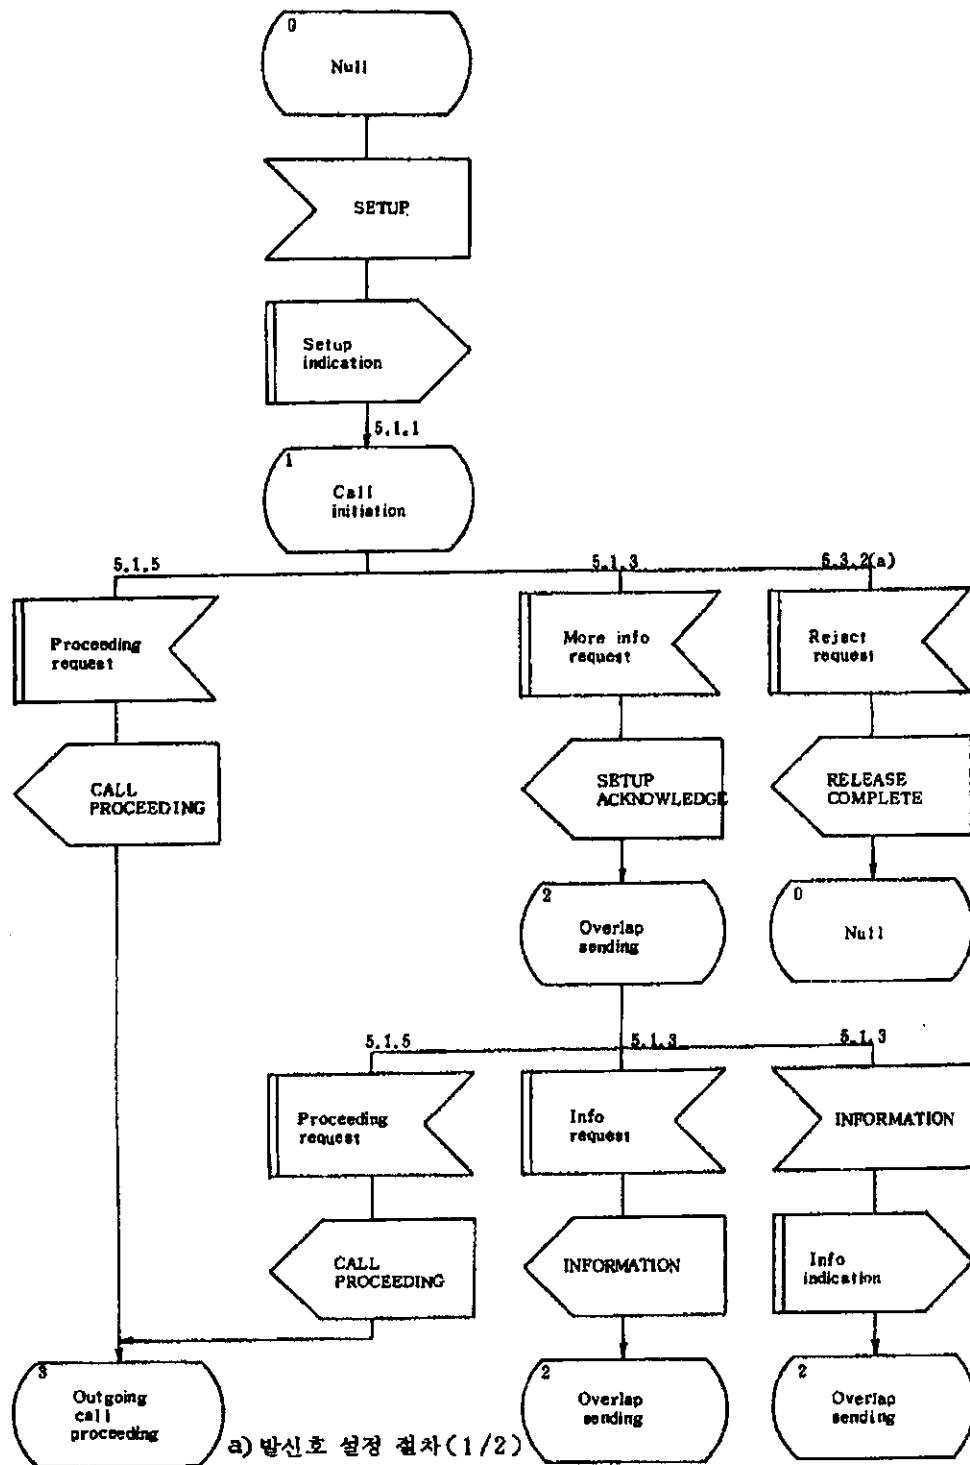 0
Null
SETUP
Setup
indication
5.1.1
1
Call
initiation
5.1.5
5.1.3
5.3.2(a)
Proceeding
request
More info
request
Reject
request
CALL
PROCEEDING
SETUP
ACKNOWLEDGE
RELEASE
COMPLETE
2
Overlap
sending
0
Null
5.1.5
5.1.3
5.1.3
Proceeding
request
Info
request
INFORMATION
CALL
PROCEEDING
INFORMATION
Info
indication
3
Outgoing
call
proceeding
2
Overlap
sending
2
Overlap
sending
a) 발신호 설정 절차(1/2)